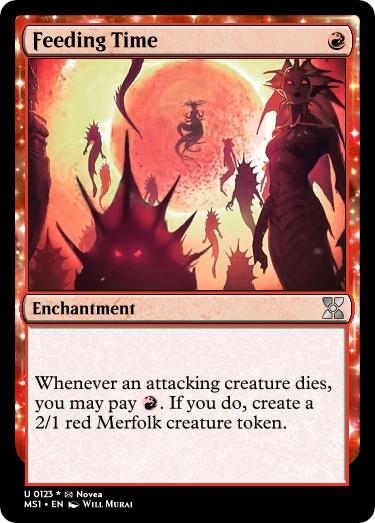 Feeding Time
Enchantment
Whenever an attacking creature dies,
you may pay. If you do, create a
2/1 red Merfolk creature token.
U 0123 * Novea
MS1 • EN Will Murai